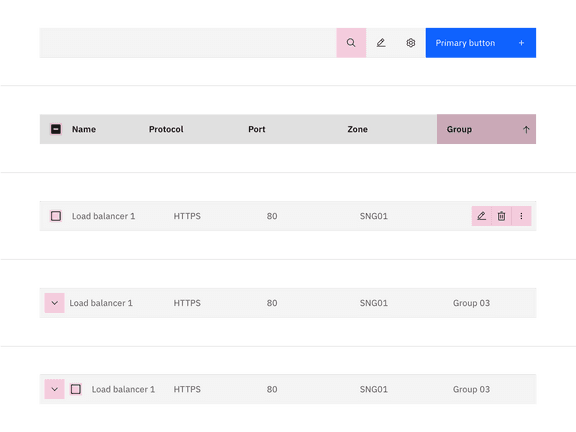 Primary button
Name Protocol Port Zone Group
Load balancer 1 HTTPS 80 SNG01
Load balancer 1 HTTPS 80 SNG01 Group 03
Load balancer 1 HTTPS 80 SNG01 Group 03